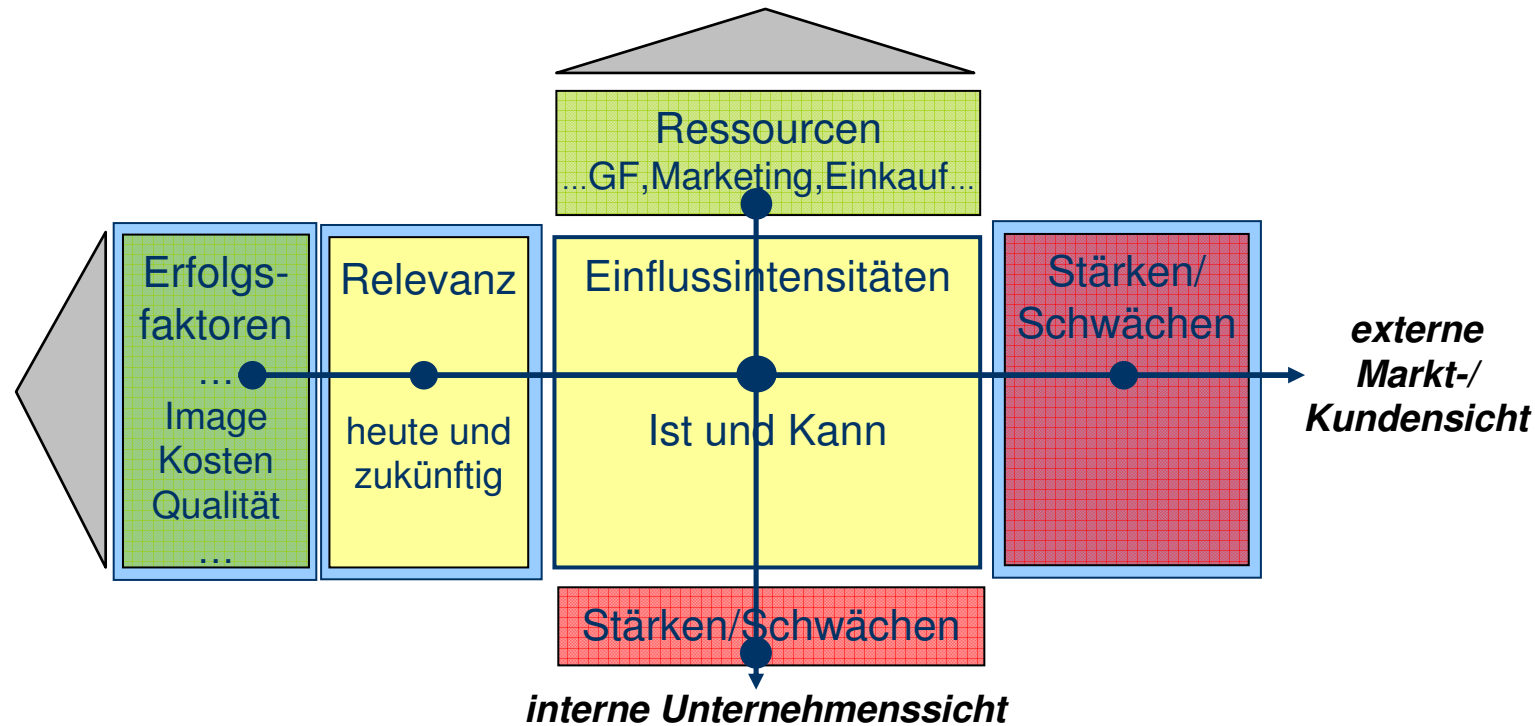 Ressourcen
...GF,Marketing,Einkauf...
Erfolgs-
faktoren
...
Image
Kosten
Qualität
...
Relevanz
heute und
zukünftig
Einflussintensitäten
Ist und Kann
Stärken/
Schwächen
externe
Markt-/
Kundensicht
Stärken/Schwächen
interne Unternehmenssicht